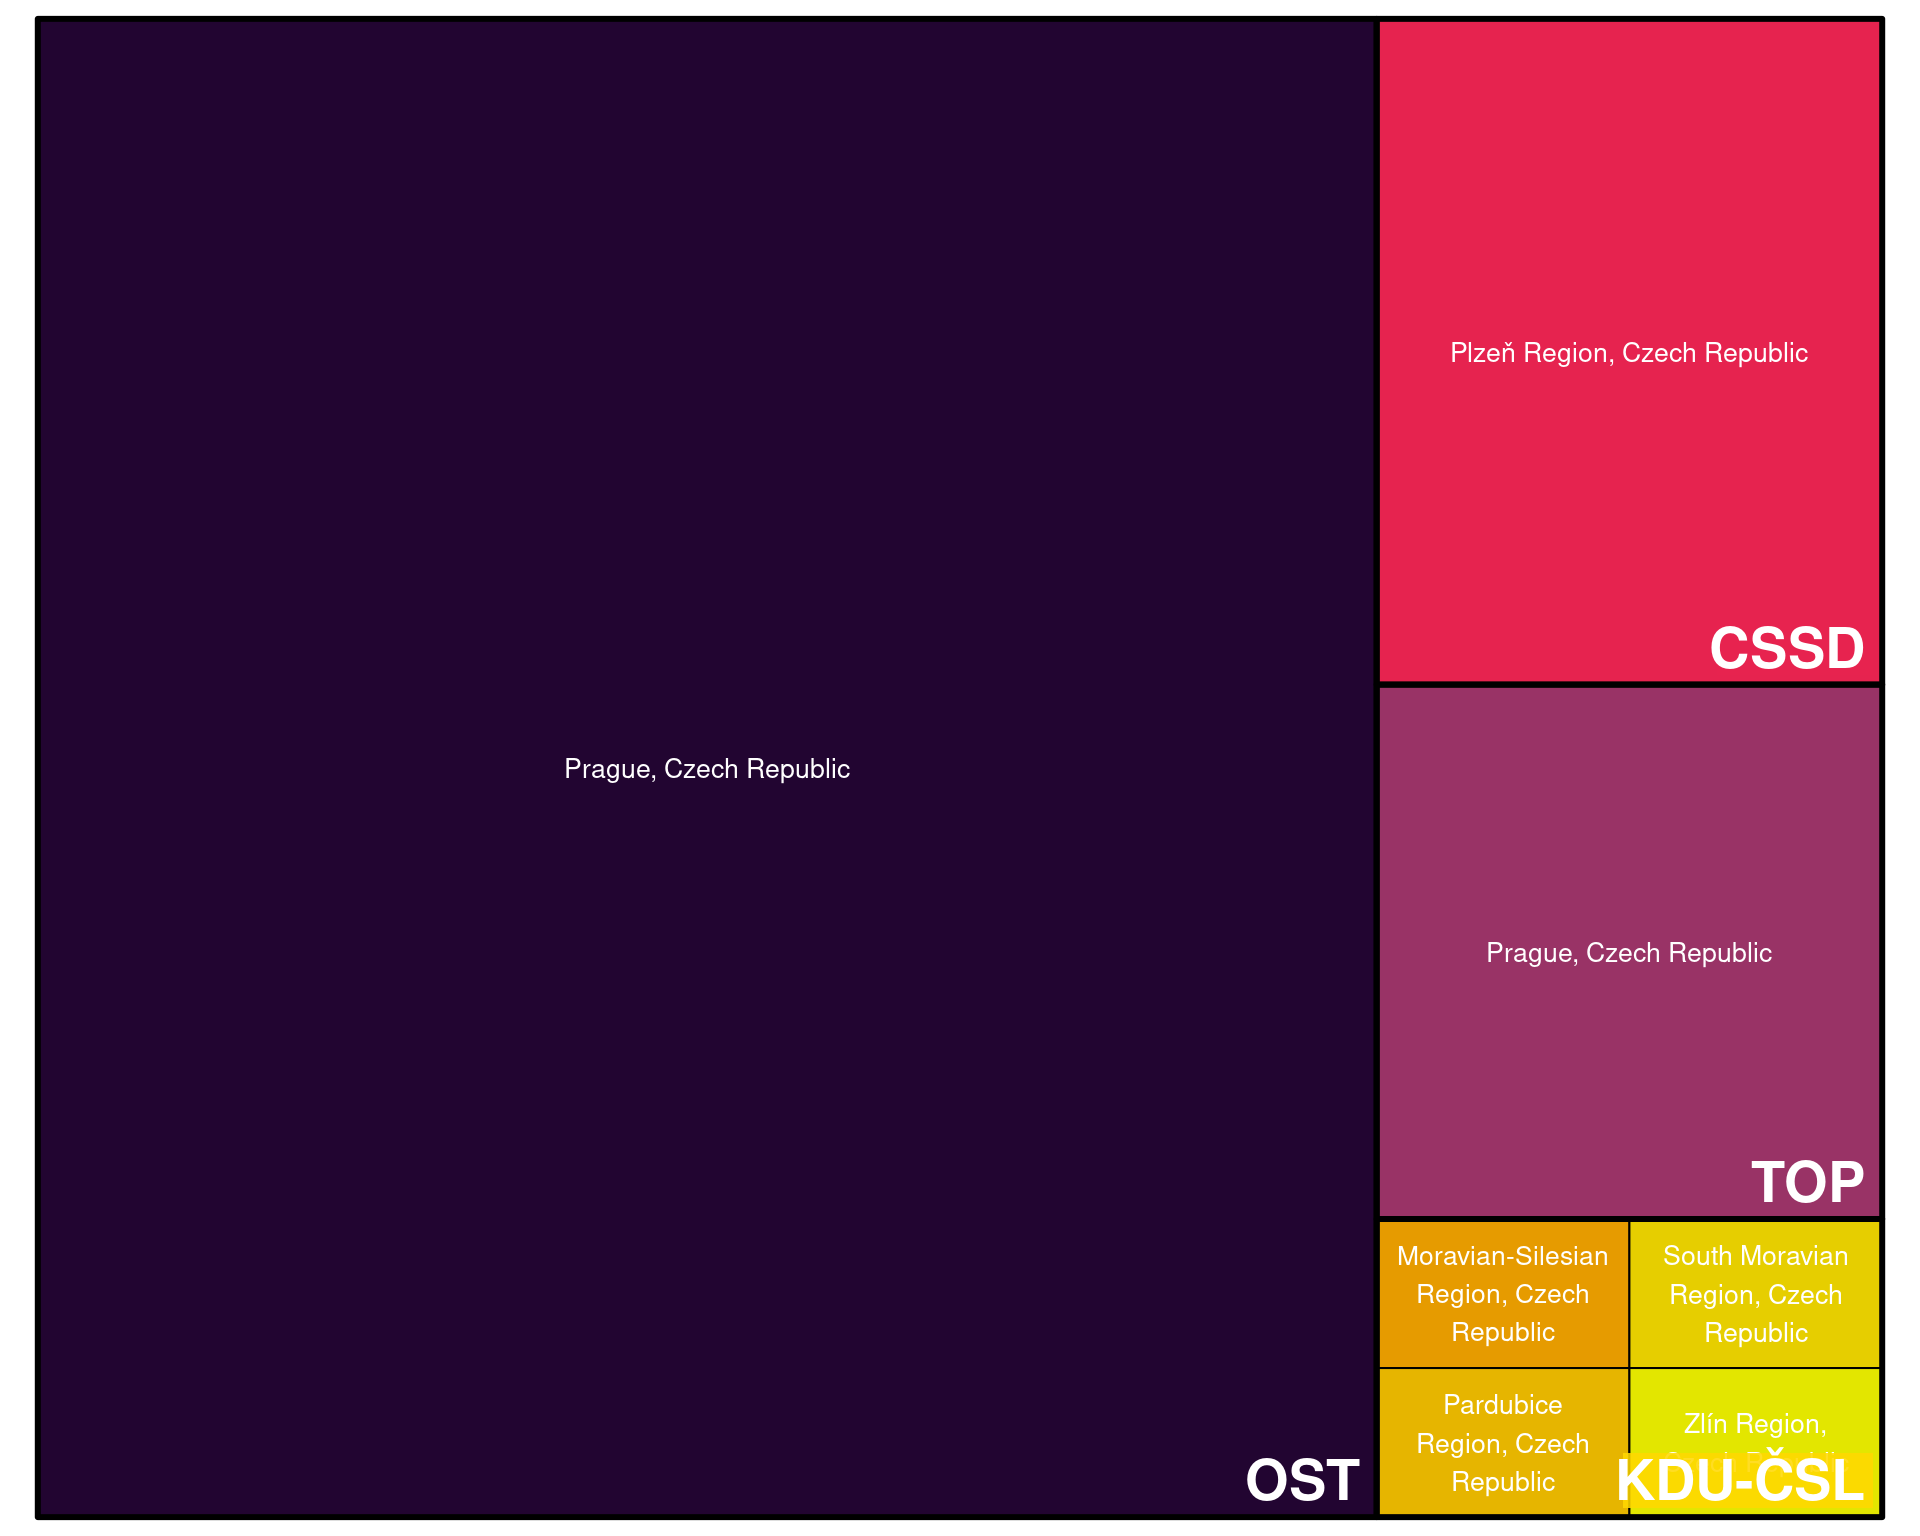 Prague, Czech Republic
OST
Plzeň Region, Czech Republic
CSSD
Prague, Czech Republic
TOP
Moravian-Silesian
Region, Czech
Republic
South Moravian
Region, Czech
Republic
Pardubice
Region, Czech
Republic
Zlín Region,
KDU-ČSL